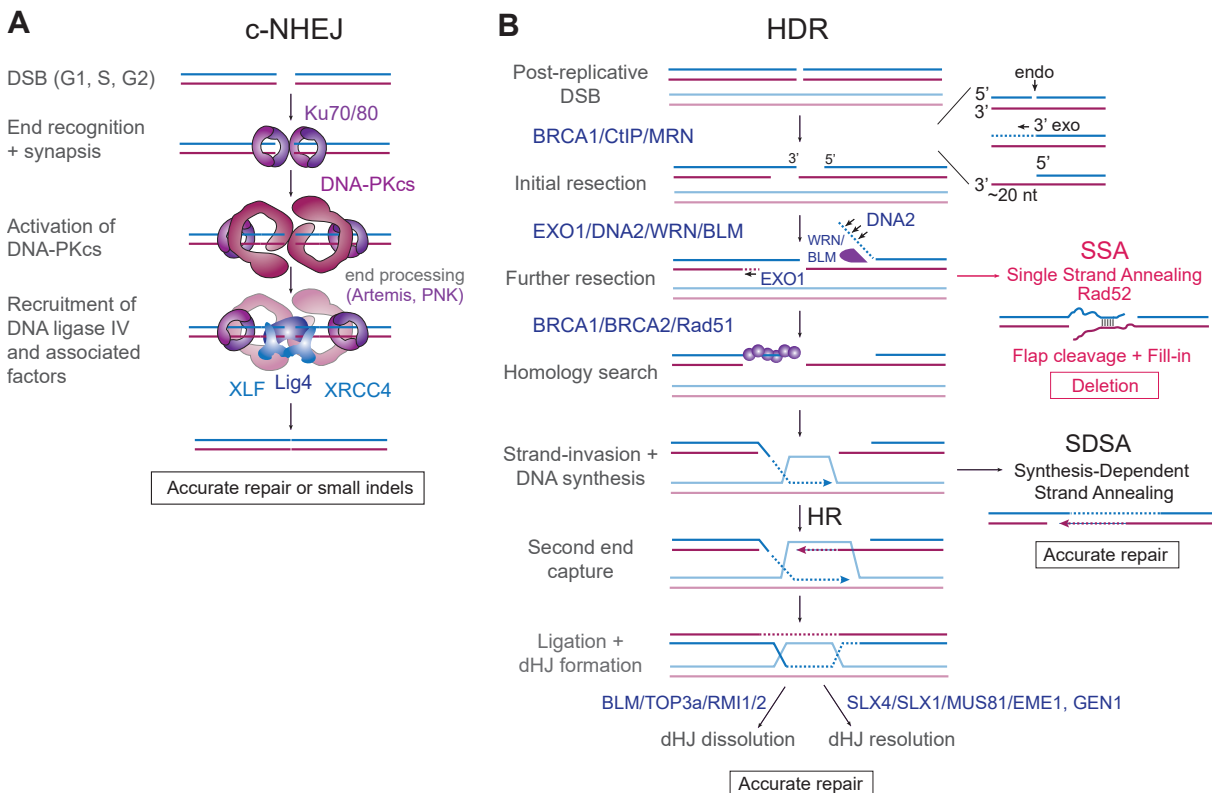 A
c-NHEJ
DSB (G1, S, G2)
Ku70/80
End recognition
+ synapsis
DNA-PKcs
Activation of
DNA-PKcs
end processing
(Artemis, PNK)
Recruitment of
DNA ligase IV
and associated
factors
XLF
Lig4
XRCC4
Accurate repair or small indels
B
HDR
Post-replicative
DSB
endo
5’
3’
3’ exo
5’
3’
~20 nt
BRCA1/CtIP/MRN
3’
5’
Initial resection
EXO1/DNA2/WRN/BLM
DNA2
WRN/
BLM
EXO1
Further resection
SSA
Single Strand Annealing
Rad52
Flap cleavage + Fill-in
Deletion
BRCA1/BRCA2/Rad51
Homology search
Strand-invasion +
DNA synthesis
SDSA
Synthesis-Dependent
Strand Annealing
Accurate repair
HR
Second end
capture
Ligation +
dHJ formation
BLM/TOP3a/RMI1/2
SLX4/SLX1/MUS81/EME1, GEN1
dHJ dissolution
dHJ resolution
Accurate repair